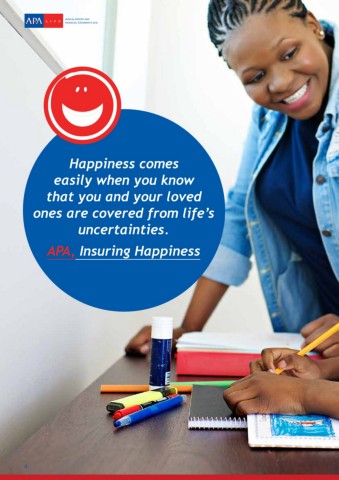 APA LIFE
Happiness comes
easily when you know
that you and your loved
ones are covered from life's
uncertainties.
APA, Insuring Happiness